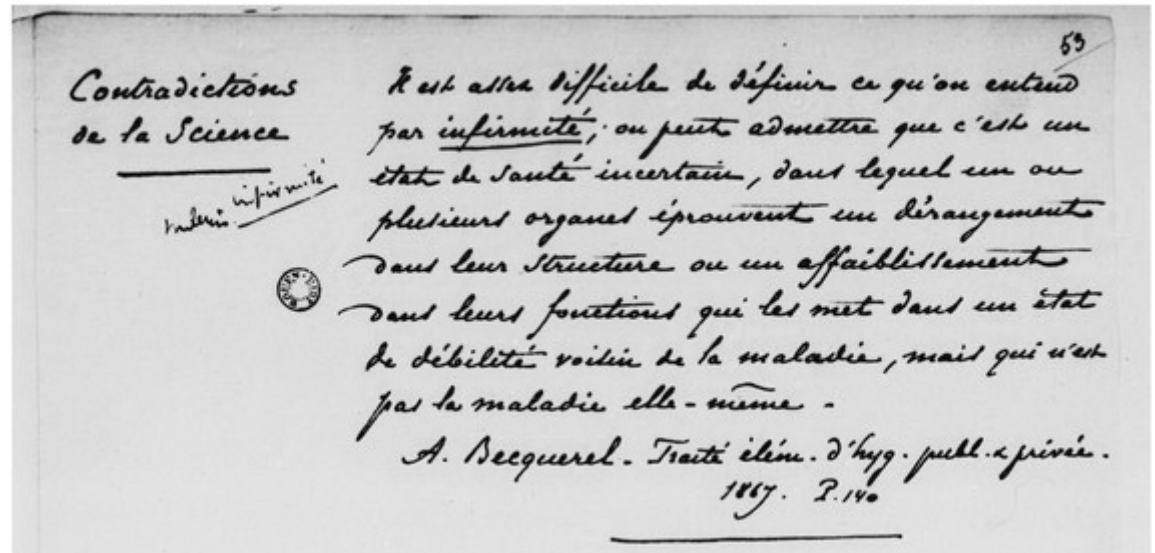 53
Contradictions
de la Science
infirmité
Il est assez difficile de définir ce qu'on entend
par infirmité; on peut admettre que c'est un
état de santé incertain, dans lequel un ou
plusieurs organes éprouvent un dérangement
dans leur structure ou un affaiblissement
dans leurs fonctions qui les met dans un état
de débilité voisin de la maladie, mais qui n'est
pas la maladie elle-même.
A. Becquerel. Traité élém. d'hyg. publ. & privée.
1867. P. 140